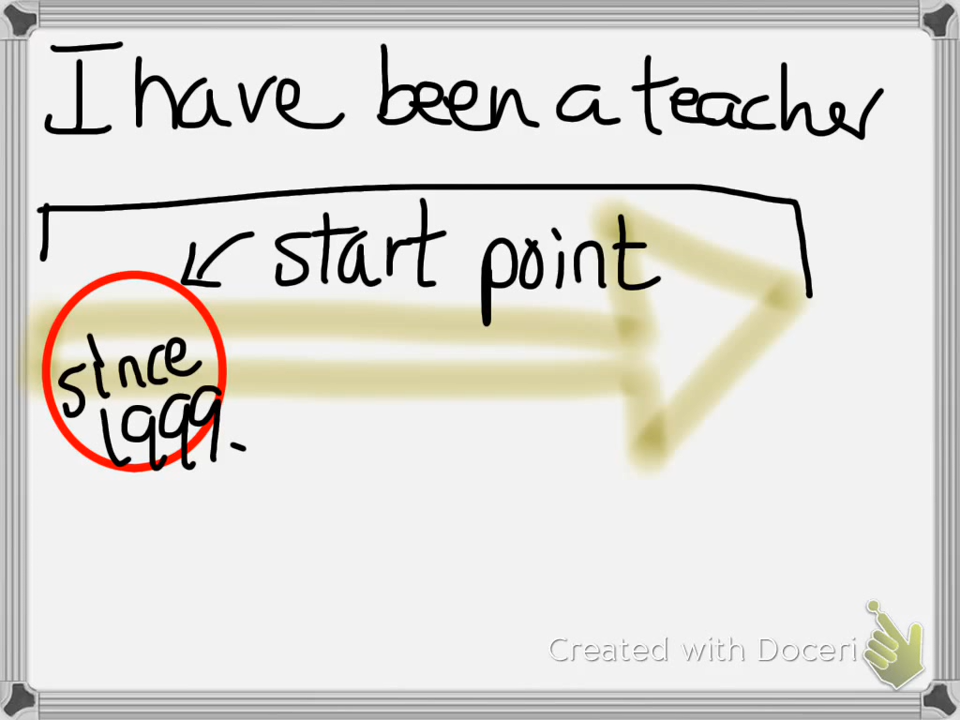 I have been a teacher
start point
since
1999.
Created with Doceri